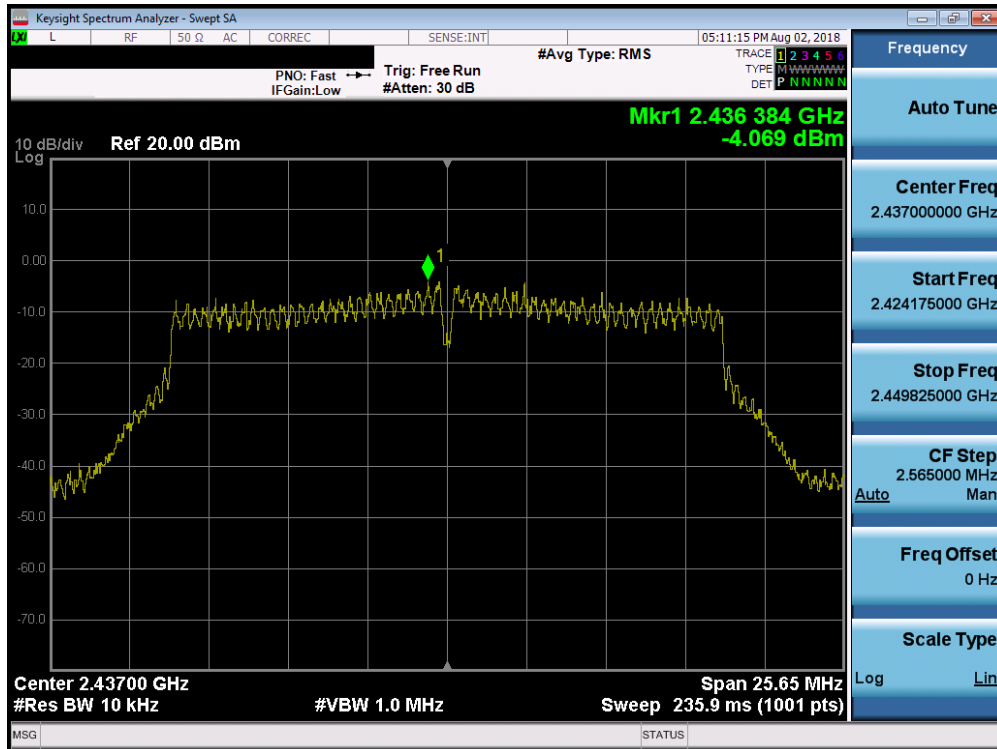 Keysight Spectrum Analyzer - Swept SA
LXI L RF 50 Ω AC CORREC SENSE:INT 05:11:15 PM Aug 02, 2018
Frequency
#Avg Type: RMS
TRACE 1 2 3 4 5 6
TYPE M W W W W W
DET P N N N N N
PNO: Fast
IFGain:Low
Trig: Free Run
#Atten: 30 dB
Mkr1 2.436 384 GHz
-4.069 dBm
10 dB/div
Log
Ref 20.00 dBm
1
10.0
0.00
-10.0
-20.0
-30.0
-40.0
-50.0
-60.0
-70.0
Center 2.43700 GHz
#Res BW 10 kHz
#VBW 1.0 MHz
Span 25.65 MHz
Sweep 235.9 ms (1001 pts)
Auto Tune
Center Freq
2.437000000 GHz
Start Freq
2.424175000 GHz
Stop Freq
2.449825000 GHz
CF Step
2.565000 MHz
Auto Man
Freq Offset
0 Hz
Scale Type
Log Lin
MSG STATUS